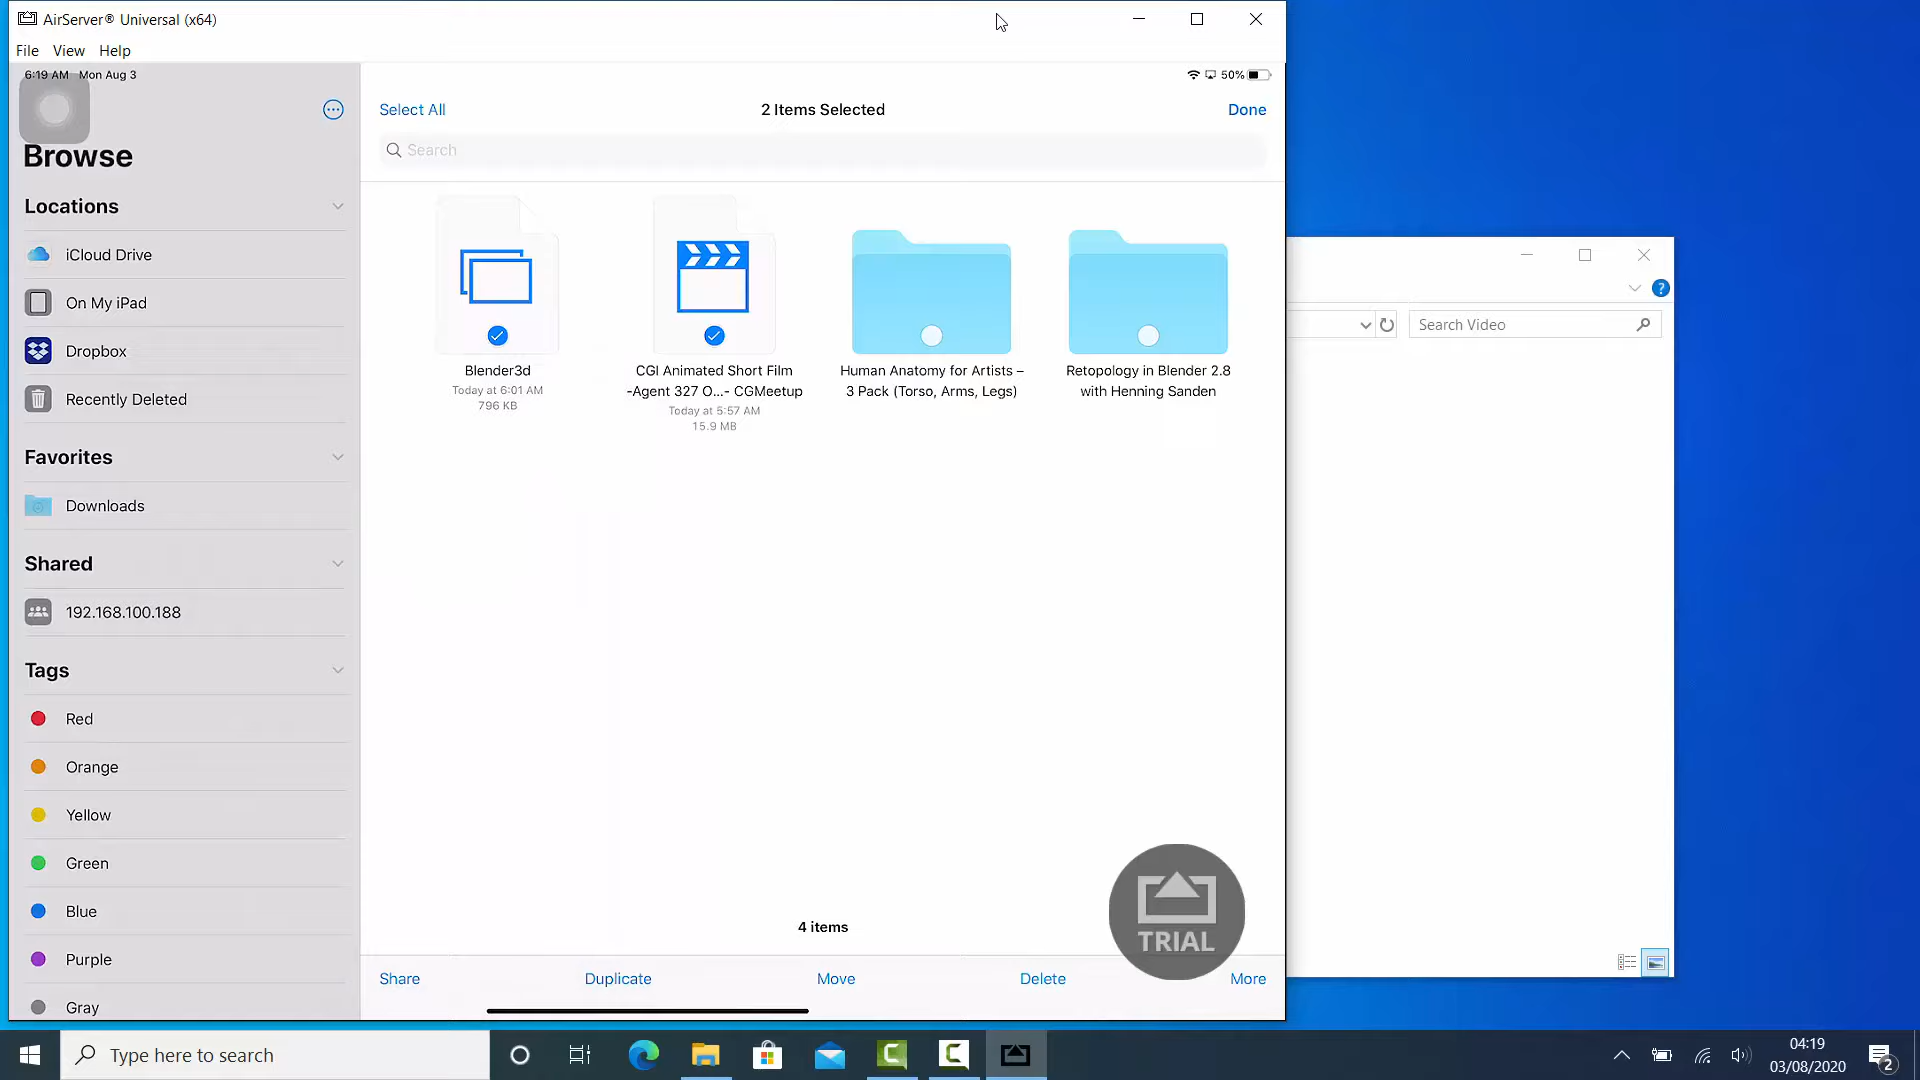 AirServer® Universal (x64)
File View Help
6:19 AM Mon Aug 3
50%
Browse
Locations
iCloud Drive
On My iPad
Dropbox
Recently Deleted
Favorites
Downloads
Shared
192.168.100.188
Tags
Red
Orange
Yellow
Green
Blue
Purple
Gray
Select All
2 Items Selected
Done
Search
Blender3d
Today at 6:01 AM
796 KB
CGI Animated Short Film
-Agent 327 O...- CGMeetup
Today at 5:57 AM
15.9 MB
Human Anatomy for Artists –
3 Pack (Torso, Arms, Legs)
Retopology in Blender 2.8
with Henning Sanden
4 items
TRIAL
Share
Duplicate
Move
Delete
More
?
Search Video
Type here to search
04:19
03/08/2020
2